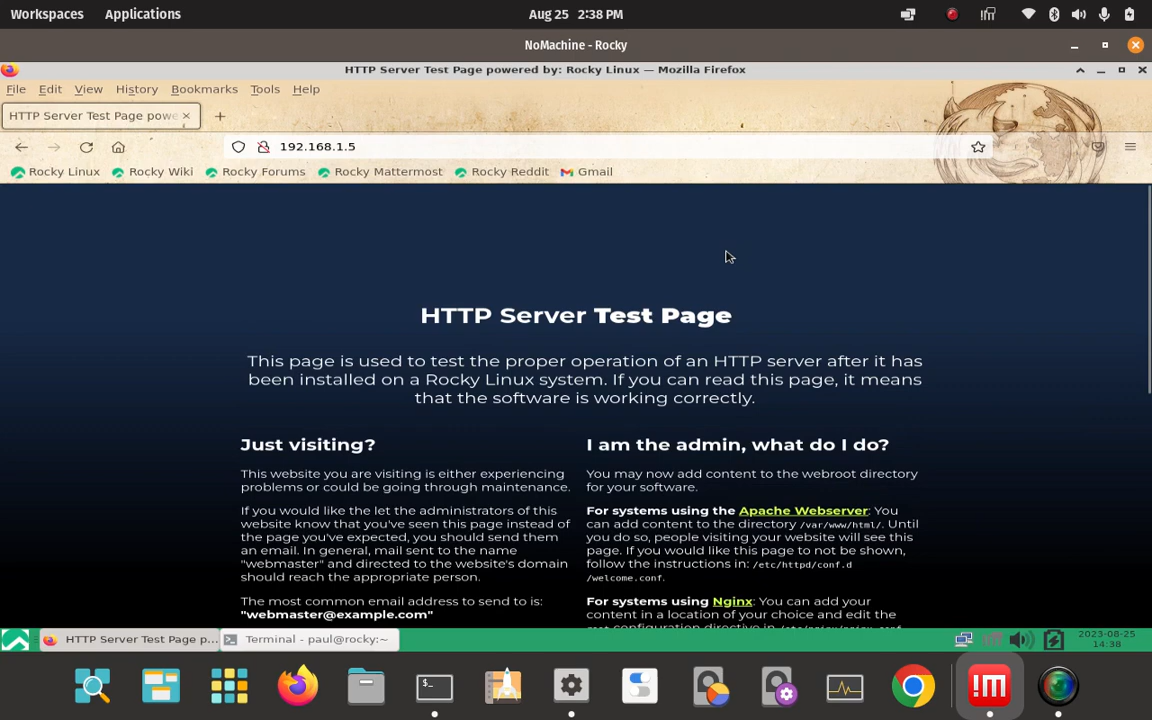 Workspaces Applications Aug 25 2:38 PM
NoMachine - Rocky
HTTP Server Test Page powered by: Rocky Linux — Mozilla Firefox
File Edit View History Bookmarks Tools Help
HTTP Server Test Page powe
192.168.1.5
Rocky Linux Rocky Wiki Rocky Forums Rocky Mattermost Rocky Reddit Gmail
HTTP Server Test Page
This page is used to test the proper operation of an HTTP server after it has
been installed on a Rocky Linux system. If you can read this page, it means
that the software is working correctly.
Just visiting?
This website you are visiting is either experiencing
problems or could be going through maintenance.
If you would like the let the administrators of this
website know that you've seen this page instead of
the page you've expected, you should send them
an email. In general, mail sent to the name
"webmaster" and directed to the website's domain
should reach the appropriate person.
The most common email address to send to is:
"webmaster@example.com"
I am the admin, what do I do?
You may now add content to the webroot directory
for your software.
For systems using the Apache Webserver: You
can add content to the directory /var/www/html/. Until
you do so, people visiting your website will see this
page. If you would like this page to not be shown,
follow the instructions in: /etc/httpd/conf.d
/welcome.conf.
For systems using Nginx: You can add your
content in a location of your choice and edit the
root configuration directive in /etc/nginx/nginx.conf
HTTP Server Test Page p... Terminal - paul@rocky:~ 2023-08-25
14:38